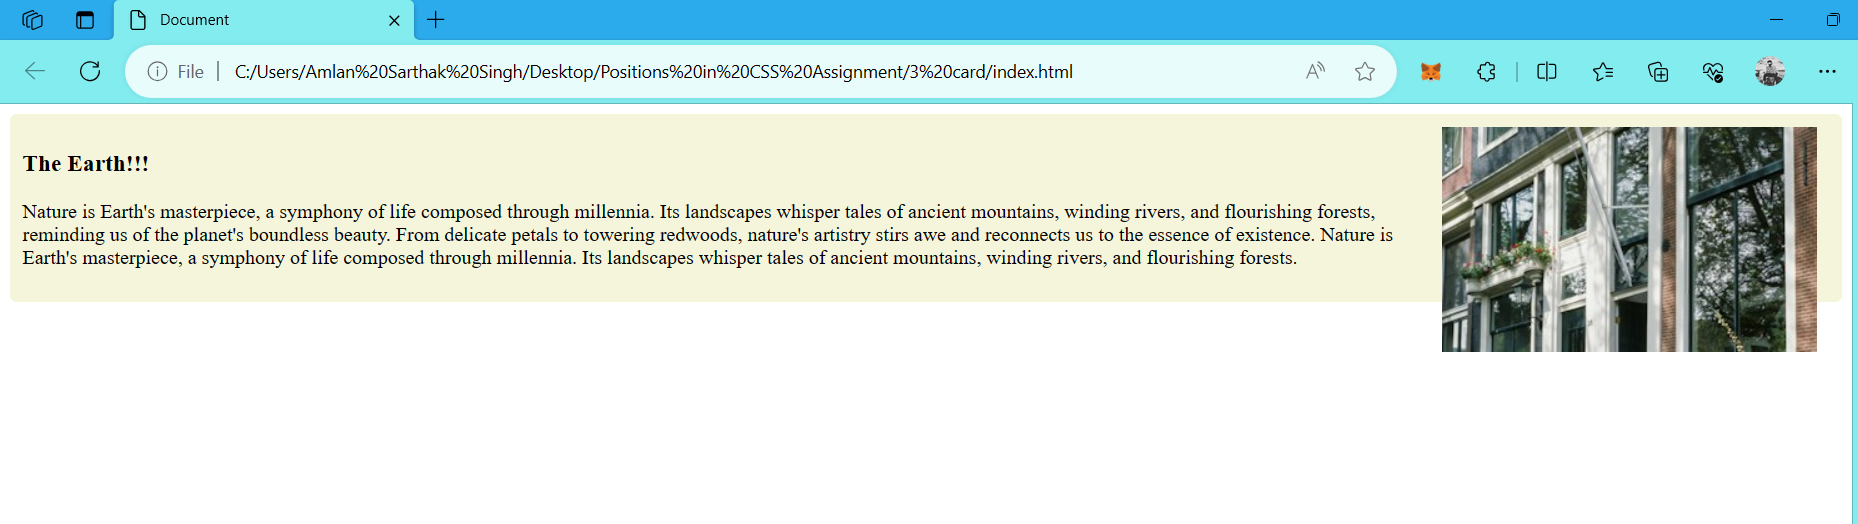 Document
File
C:/Users/Amlan%20Sarthak%20Singh/Desktop/Positions%20in%20CSS%20Assignment/3%20card/index.html
The Earth!!!
Nature is Earth's masterpiece, a symphony of life composed through millennia. Its landscapes whisper tales of ancient mountains, winding rivers, and flourishing forests,
reminding us of the planet's boundless beauty. From delicate petals to towering redwoods, nature's artistry stirs awe and reconnects us to the essence of existence. Nature is
Earth's masterpiece, a symphony of life composed through millennia. Its landscapes whisper tales of ancient mountains, winding rivers, and flourishing forests.